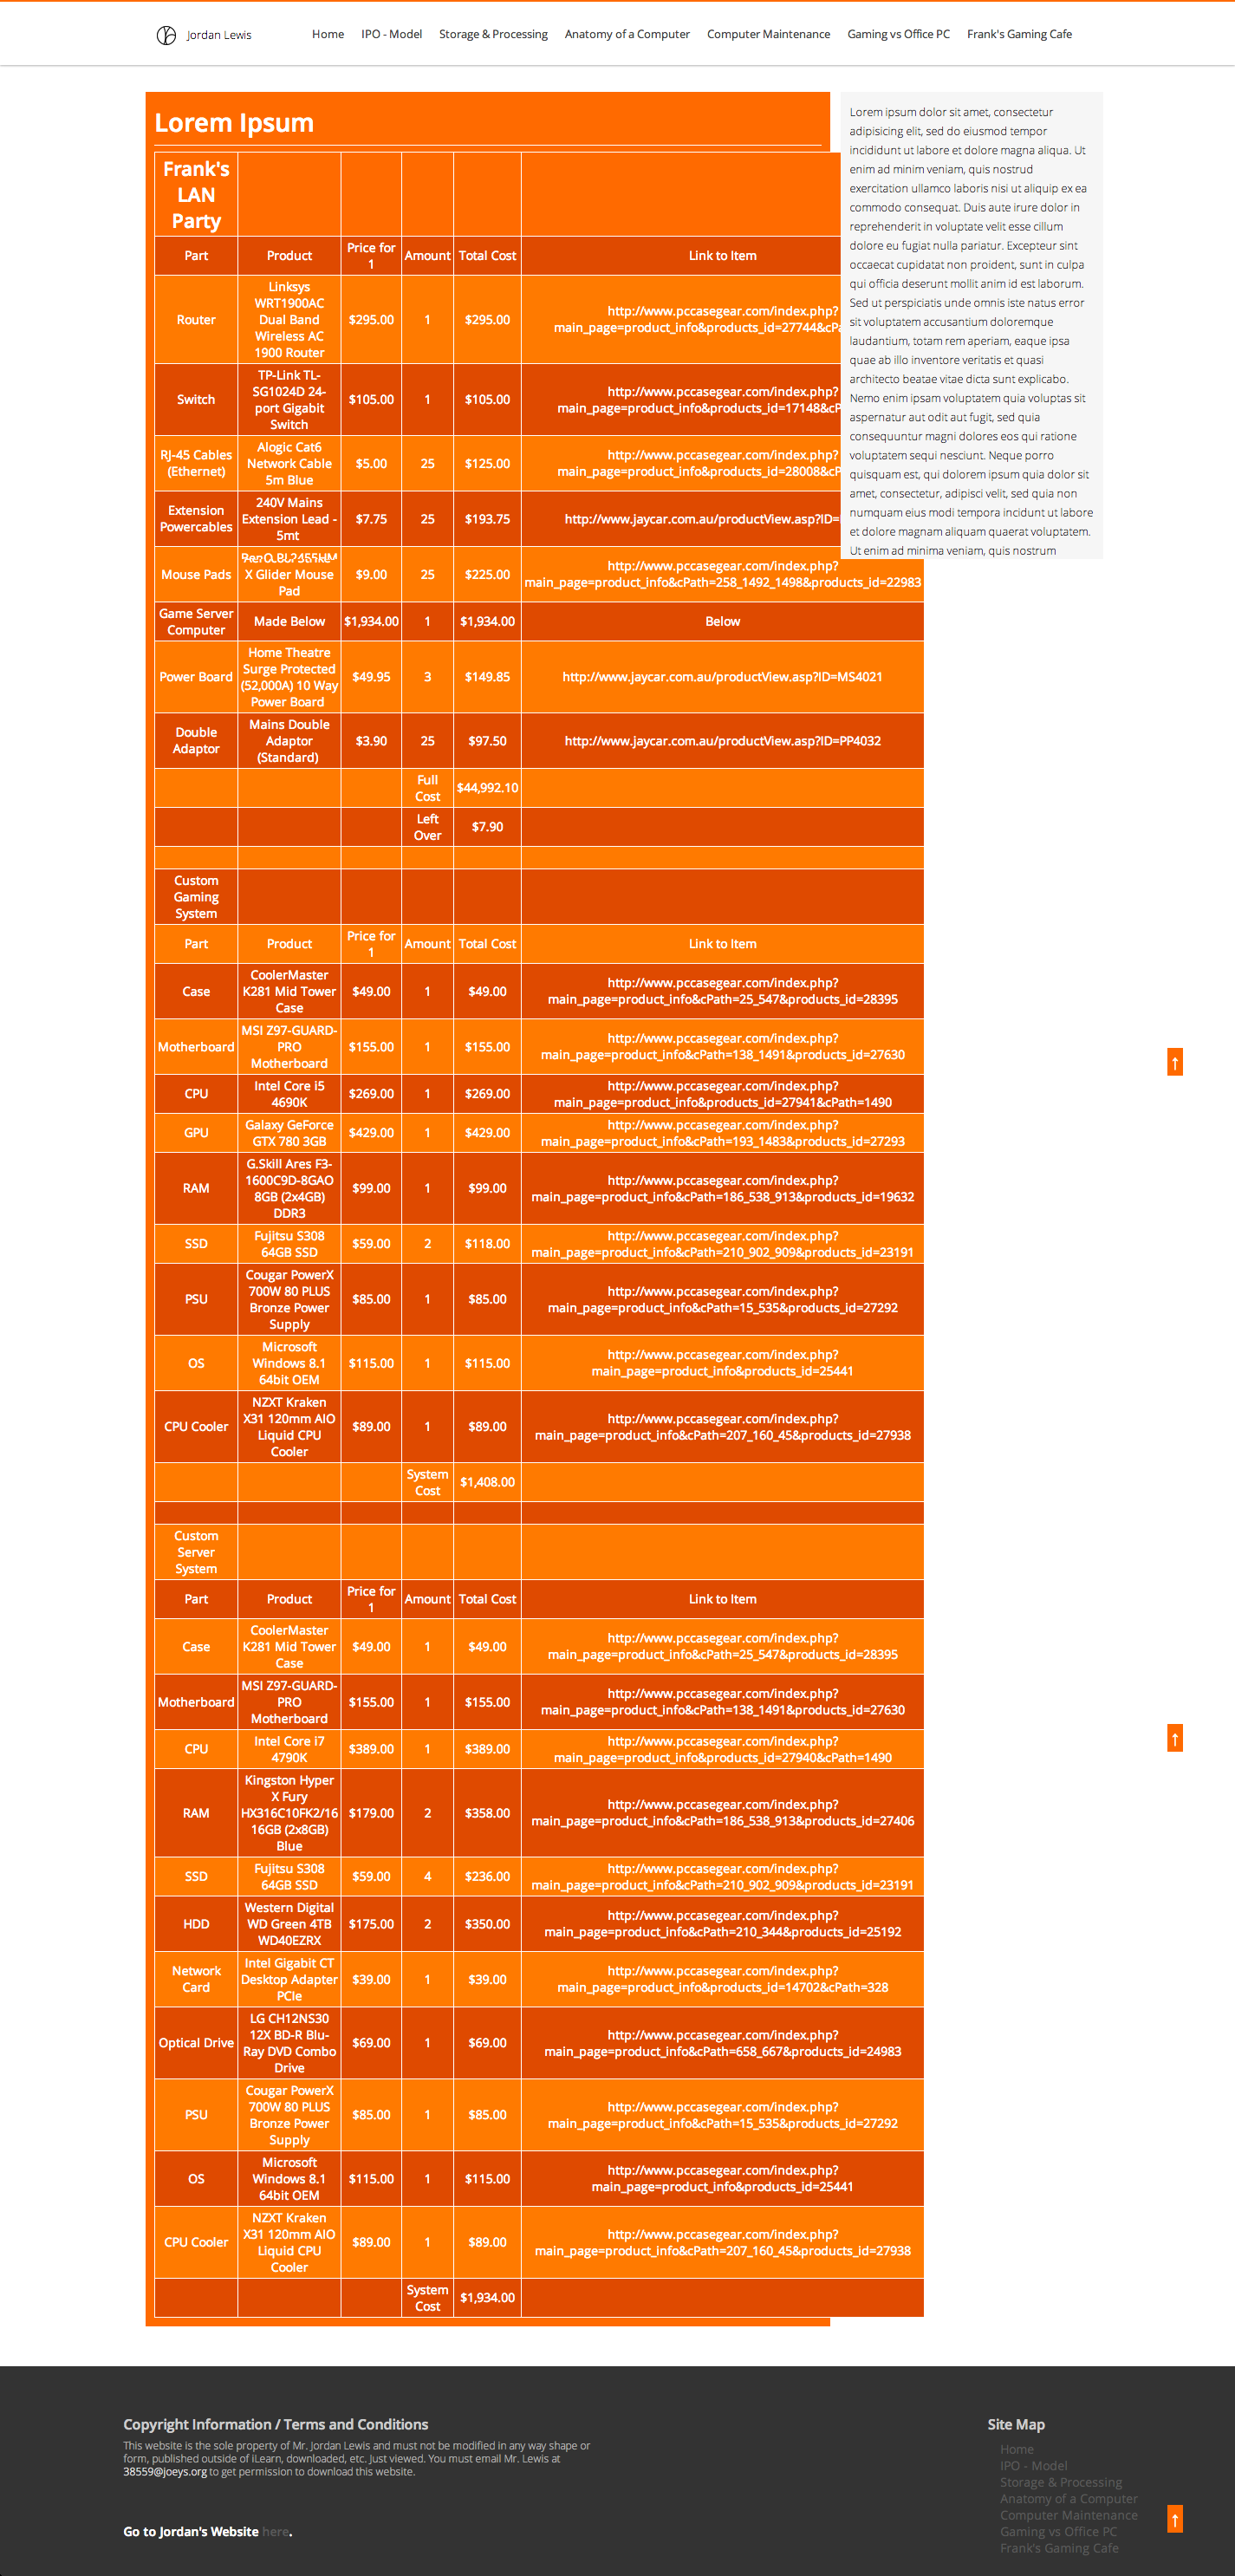 Jordan Lewis
Home IPO - Model Storage & Processing Anatomy of a Computer Computer Maintenance Gaming vs Office PC Frank's Gaming Cafe
Lorem Ipsum
Frank's
LAN
Party
Part Product Price for 1 Amount Total Cost Link to Item
Router Linksys WRT1900AC Dual Band Wireless AC 1900 Router $295.00 1 $295.00 http://www.pccasegear.com/index.php?main_page=product_info&products_id=27744&cPa
Switch TP-Link TL-SG1024D 24-port Gigabit Switch $105.00 1 $105.00 http://www.pccasegear.com/index.php?main_page=product_info&products_id=17148&cP
RJ-45 Cables (Ethernet) Alogic Cat6 Network Cable 5m Blue $5.00 25 $125.00 http://www.pccasegear.com/index.php?main_page=product_info&products_id=28008&cP
Extension Powercables 240V Mains Extension Lead - 5mt $7.75 25 $193.75 http://www.jaycar.com.au/productView.asp?ID=
Mouse Pads X Glider Mouse Pad $9.00 25 $225.00 http://www.pccasegear.com/index.php?main_page=product_info&cPath=258_1492_1498&products_id=22983
Game Server Computer Made Below $1,934.00 1 $1,934.00 Below
Power Board Home Theatre Surge Protected (52,000A) 10 Way Power Board $49.95 3 $149.85 http://www.jaycar.com.au/productView.asp?ID=MS4021
Double Adaptor Mains Double Adaptor (Standard) $3.90 25 $97.50 http://www.jaycar.com.au/productView.asp?ID=PP4032
Full Cost $44,992.10
Left Over $7.90
Custom Gaming System
Part Product Price for 1 Amount Total Cost Link to Item
Case CoolerMaster K281 Mid Tower Case $49.00 1 $49.00 http://www.pccasegear.com/index.php?main_page=product_info&cPath=25_547&products_id=28395
Motherboard MSI Z97-GUARD-PRO Motherboard $155.00 1 $155.00 http://www.pccasegear.com/index.php?main_page=product_info&cPath=138_1491&products_id=27630
CPU Intel Core i5 4690K $269.00 1 $269.00 http://www.pccasegear.com/index.php?main_page=product_info&products_id=27941&cPath=1490
GPU Galaxy GeForce GTX 780 3GB $429.00 1 $429.00 http://www.pccasegear.com/index.php?main_page=product_info&cPath=193_1483&products_id=27293
RAM G.Skill Ares F3-1600C9D-8GAO 8GB (2x4GB) DDR3 $99.00 1 $99.00 http://www.pccasegear.com/index.php?main_page=product_info&cPath=186_538_913&products_id=19632
SSD Fujitsu S308 64GB SSD $59.00 2 $118.00 http://www.pccasegear.com/index.php?main_page=product_info&cPath=210_902_909&products_id=23191
PSU Cougar PowerX 700W 80 PLUS Bronze Power Supply $85.00 1 $85.00 http://www.pccasegear.com/index.php?main_page=product_info&cPath=15_535&products_id=27292
OS Microsoft Windows 8.1 64bit OEM $115.00 1 $115.00 http://www.pccasegear.com/index.php?main_page=product_info&products_id=25441
CPU Cooler NZXT Kraken X31 120mm AIO Liquid CPU Cooler $89.00 1 $89.00 http://www.pccasegear.com/index.php?main_page=product_info&cPath=207_160_45&products_id=27938
System Cost $1,408.00
Custom Server System
Part Product Price for 1 Amount Total Cost Link to Item
Case CoolerMaster K281 Mid Tower Case $49.00 1 $49.00 http://www.pccasegear.com/index.php?main_page=product_info&cPath=25_547&products_id=28395
Motherboard MSI Z97-GUARD-PRO Motherboard $155.00 1 $155.00 http://www.pccasegear.com/index.php?main_page=product_info&cPath=138_1491&products_id=27630
CPU Intel Core i7 4790K $389.00 1 $389.00 http://www.pccasegear.com/index.php?main_page=product_info&products_id=27940&cPath=1490
RAM Kingston Hyper X Fury HX316C10FK2/16 16GB (2x8GB) Blue $179.00 2 $358.00 http://www.pccasegear.com/index.php?main_page=product_info&cPath=186_538_913&products_id=27406
SSD Fujitsu S308 64GB SSD $59.00 4 $236.00 http://www.pccasegear.com/index.php?main_page=product_info&cPath=210_902_909&products_id=23191
HDD Western Digital WD Green 4TB WD40EZRX $175.00 2 $350.00 http://www.pccasegear.com/index.php?main_page=product_info&cPath=210_344&products_id=25192
Network Card Intel Gigabit CT Desktop Adapter PCIe $39.00 1 $39.00 http://www.pccasegear.com/index.php?main_page=product_info&products_id=14702&cPath=328
Optical Drive LG CH12NS30 12X BD-R Blu-Ray DVD Combo Drive $69.00 1 $69.00 http://www.pccasegear.com/index.php?main_page=product_info&cPath=658_667&products_id=24983
PSU Cougar PowerX 700W 80 PLUS Bronze Power Supply $85.00 1 $85.00 http://www.pccasegear.com/index.php?main_page=product_info&cPath=15_535&products_id=27292
OS Microsoft Windows 8.1 64bit OEM $115.00 1 $115.00 http://www.pccasegear.com/index.php?main_page=product_info&products_id=25441
CPU Cooler NZXT Kraken X31 120mm AIO Liquid CPU Cooler $89.00 1 $89.00 http://www.pccasegear.com/index.php?main_page=product_info&cPath=207_160_45&products_id=27938
System Cost $1,934.00
Lorem ipsum dolor sit amet, consectetur
adipisicing elit, sed do eiusmod tempor
incididunt ut labore et dolore magna aliqua. Ut
enim ad minim veniam, quis nostrud
exercitation ullamco laboris nisi ut aliquip ex ea
commodo consequat. Duis aute irure dolor in
reprehenderit in voluptate velit esse cillum
dolore eu fugiat nulla pariatur. Excepteur sint
occaecat cupidatat non proident, sunt in culpa
qui officia deserunt mollit anim id est laborum.
Sed ut perspiciatis unde omnis iste natus error
sit voluptatem accusantium doloremque
laudantium, totam rem aperiam, eaque ipsa
quae ab illo inventore veritatis et quasi
architecto beatae vitae dicta sunt explicabo.
Nemo enim ipsam voluptatem quia voluptas sit
aspernatur aut odit aut fugit, sed quia
consequuntur magni dolores eos qui ratione
voluptatem sequi nesciunt. Neque porro
quisquam est, qui dolorem ipsum quia dolor sit
amet, consectetur, adipisci velit, sed quia non
numquam eius modi tempora incidunt ut labore
et dolore magnam aliquam quaerat voluptatem.
Ut enim ad minima veniam, quis nostrum
↑
↑
Copyright Information / Terms and Conditions
This website is the sole property of Mr. Jordan Lewis and must not be modified in any way shape or
form, published outside of iLearn, downloaded, etc. Just viewed. You must email Mr. Lewis at
38559@joeys.org to get permission to download this website.
Go to Jordan's Website here.
Site Map
Home
IPO - Model
Storage & Processing
Anatomy of a Computer
Computer Maintenance
Gaming vs Office PC
Frank's Gaming Cafe
↑